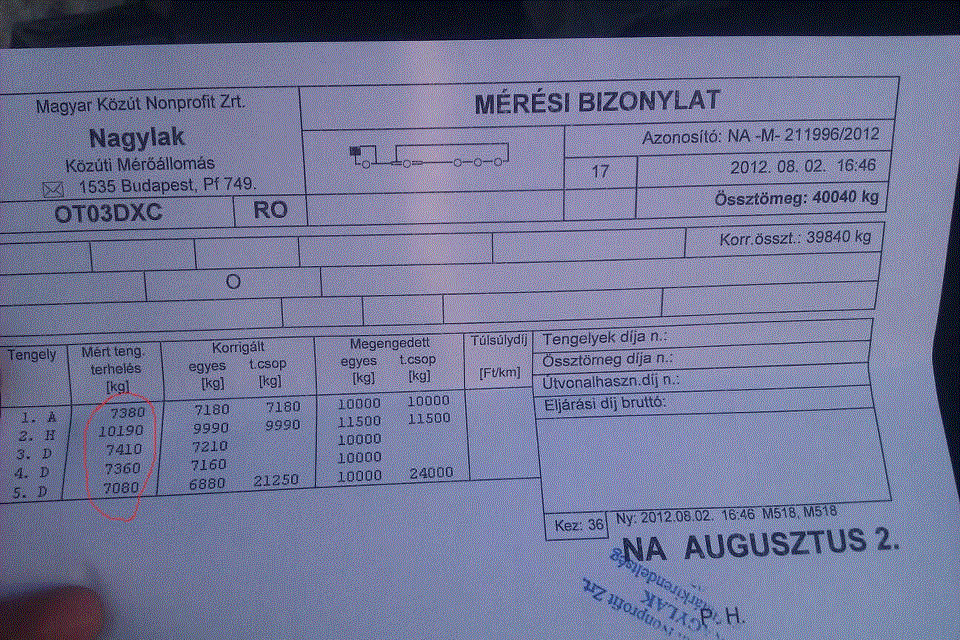 Magyar Közút Nonprofit Zrt.
Nagylak
Közúti Mérőállomás
1535 Budapest, Pf 749.
OT03DXC RO
MÉRÉSI BIZONYLAT
Azonosító: NA -M- 211996/2012
17 2012. 08. 02. 16:46
Össztömeg: 40040 kg
Korr.összt.: 39840 kg
O
Tengely Mért teng. terhelés [kg] Korrigált egyes [kg] t.csop [kg] Megengedett egyes [kg] t.csop [kg] Túlsúlydíj [Ft/km]
1. A 7380 7180 7180 10000 10000
2. H 10190 9990 9990 11500 11500
3. D 7410 7210 10000
4. D 7360 7160 10000
5. D 7080 6880 21250 10000 24000
Tengelyek díja n.:
Össztömeg díja n.:
Útvonalhaszn.díj n.:
Eljárási díj bruttó:
Kez: 36 Ny: 2012.08.02. 16:46 M518, M518
NA AUGUSZTUS 2.
P. H.
Nonprofit Zrt.